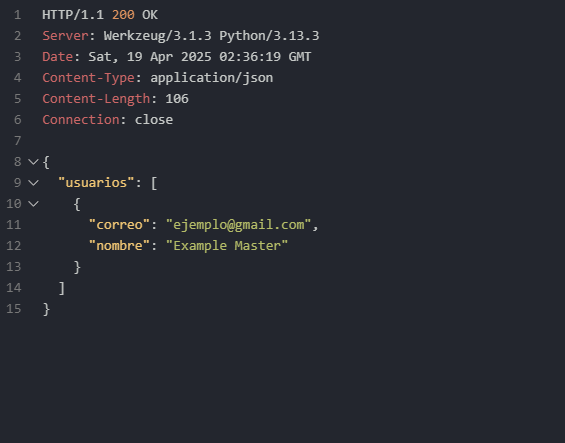 1 HTTP/1.1 200 OK
2 Server: Werkzeug/3.1.3 Python/3.13.3
3 Date: Sat, 19 Apr 2025 02:36:19 GMT
4 Content-Type: application/json
5 Content-Length: 106
6 Connection: close
7
8 {
9   "usuarios": [
10     {
11       "correo": "ejemplo@gmail.com",
12       "nombre": "Example Master"
13     }
14   ]
15 }